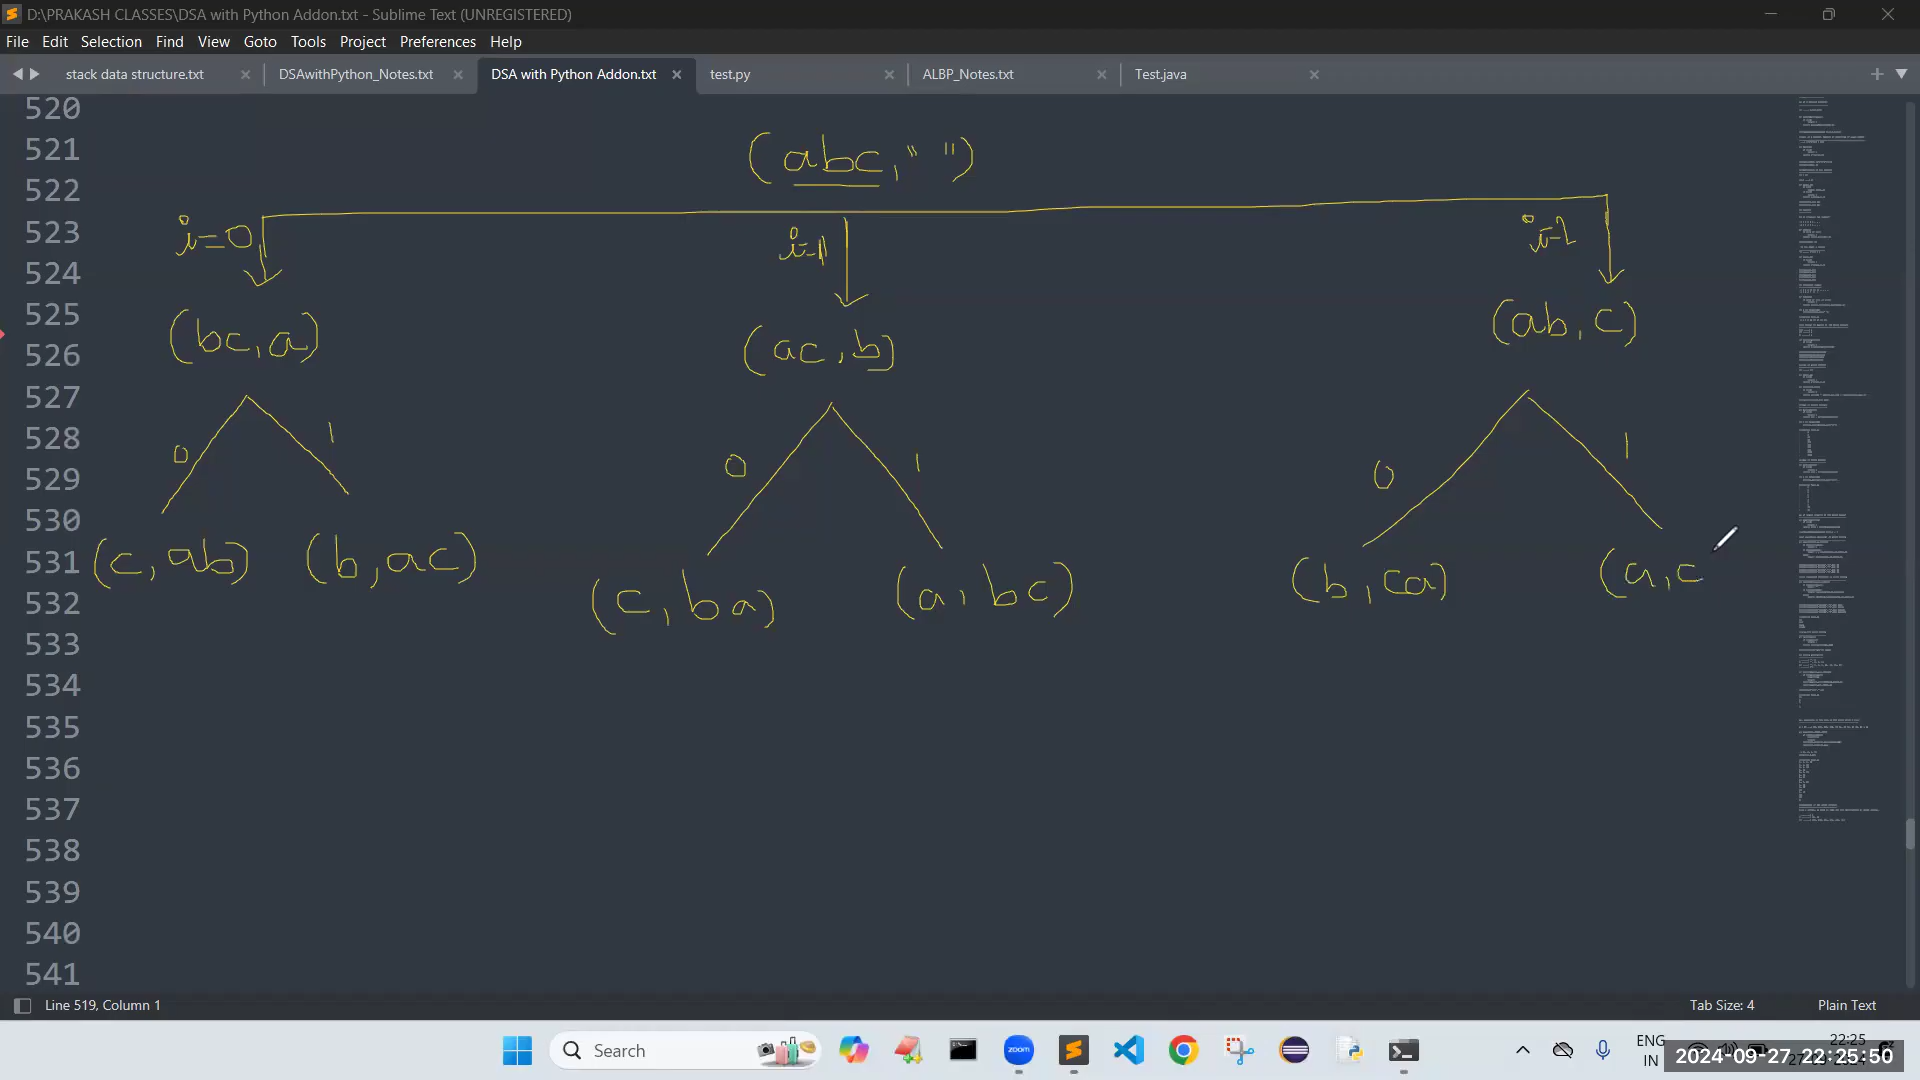 D:\PRAKASH CLASSES\DSA with Python Addon.txt - Sublime Text (UNREGISTERED)
File Edit Selection Find View Goto Tools Project Preferences Help
stack data structure.txt DSAwithPython_Notes.txt DSA with Python Addon.txt test.py ALBP_Notes.txt Test.java
520
521
522
523
524
525
526
527
528
529
530
531
532
533
534
535
536
537
538
539
540
541
(abc, " ")
i=0 i=1 i=2
(bc, a) (ac, b) (ab, c)
0 1 0 1 0 1
(c, ab) (b, ac) (c, ba) (a, bc) (b, ca) (a, c
Line 519, Column 1 Tab Size: 4 Plain Text
Search zoom ENG IN 22:25
2024-09-27 22:25:50